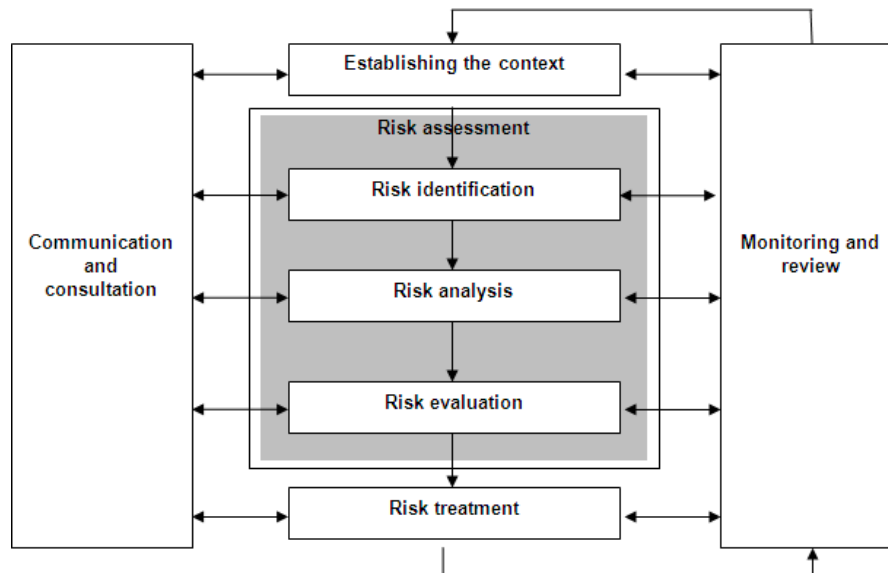 Establishing the context
Risk assessment
Risk identification
Communication
and
consultation
Monitoring and
review
Risk analysis
Risk evaluation
Risk treatment